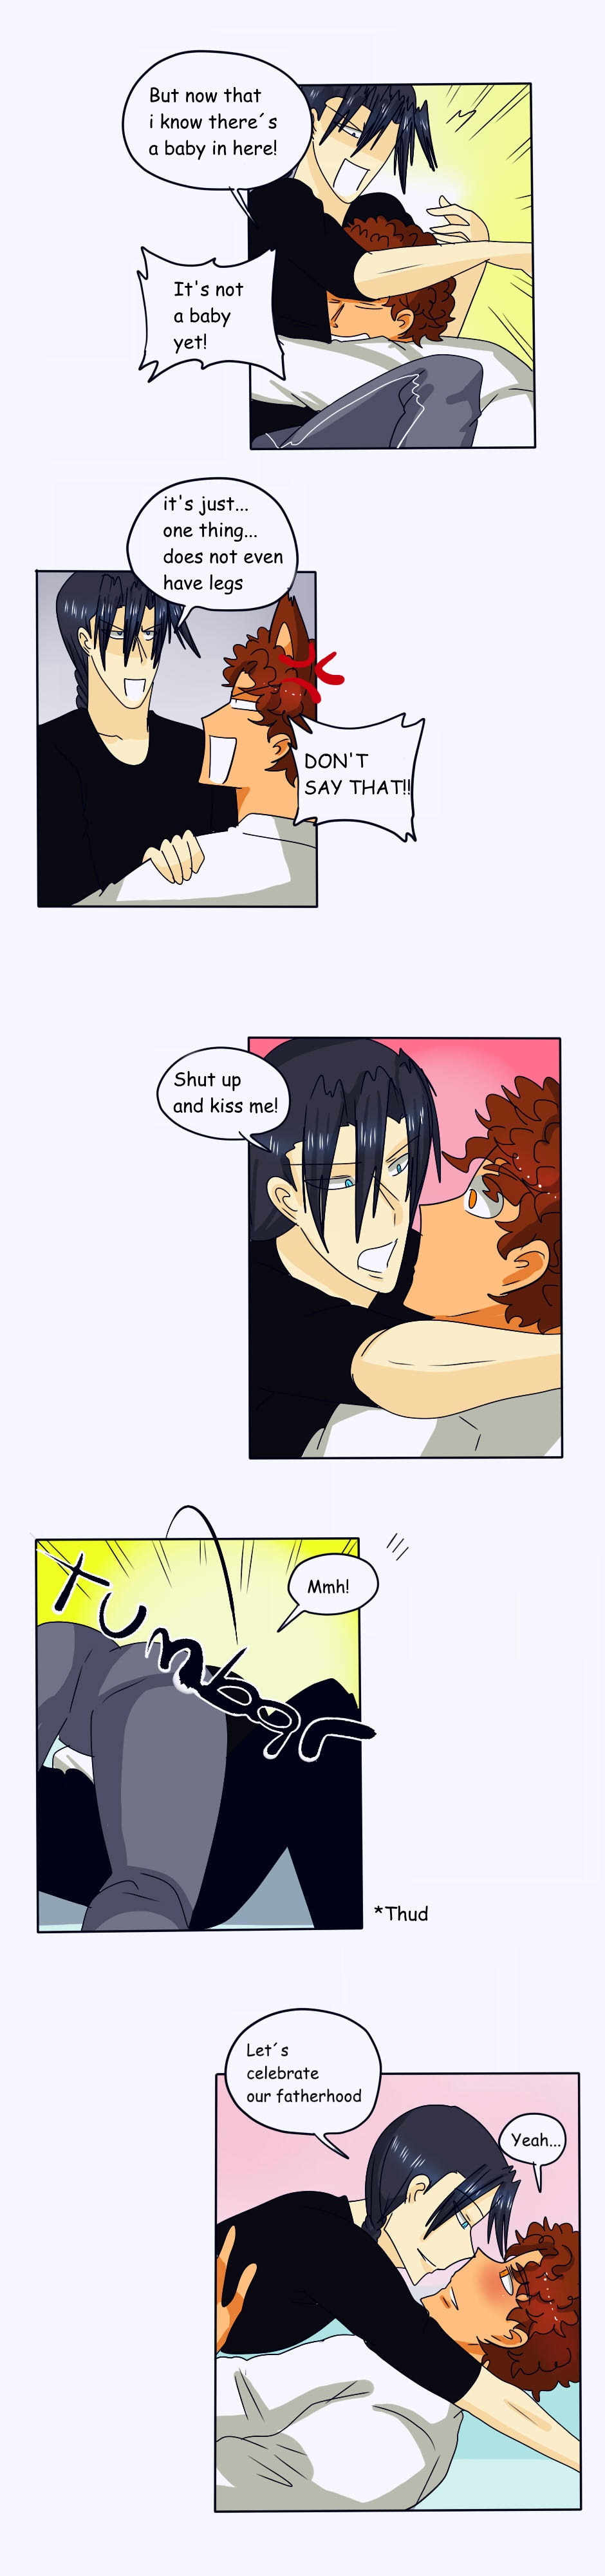 But now that
i know there´s
a baby in here!
It's not
a baby
yet!
it's just...
one thing...
does not even
have legs
DON'T
SAY THAT!!
Shut up
and kiss me!
tumbar
Mmh!
*Thud
Let´s
celebrate
our fatherhood
Yeah...